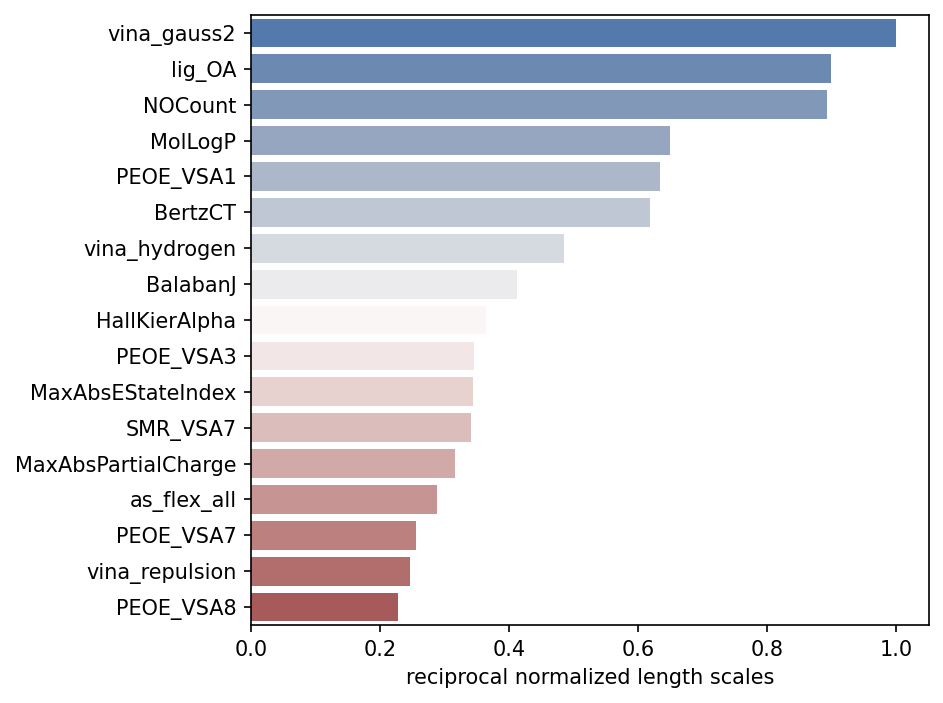 vina_gauss2
lig_OA
NOCount
MolLogP
PEOE_VSA1
BertzCT
vina_hydrogen
BalabanJ
HallKierAlpha
PEOE_VSA3
MaxAbsEStateIndex
SMR_VSA7
MaxAbsPartialCharge
as_flex_all
PEOE_VSA7
vina_repulsion
PEOE_VSA8
0.0 0.2 0.4 0.6 0.8 1.0
reciprocal normalized length scales